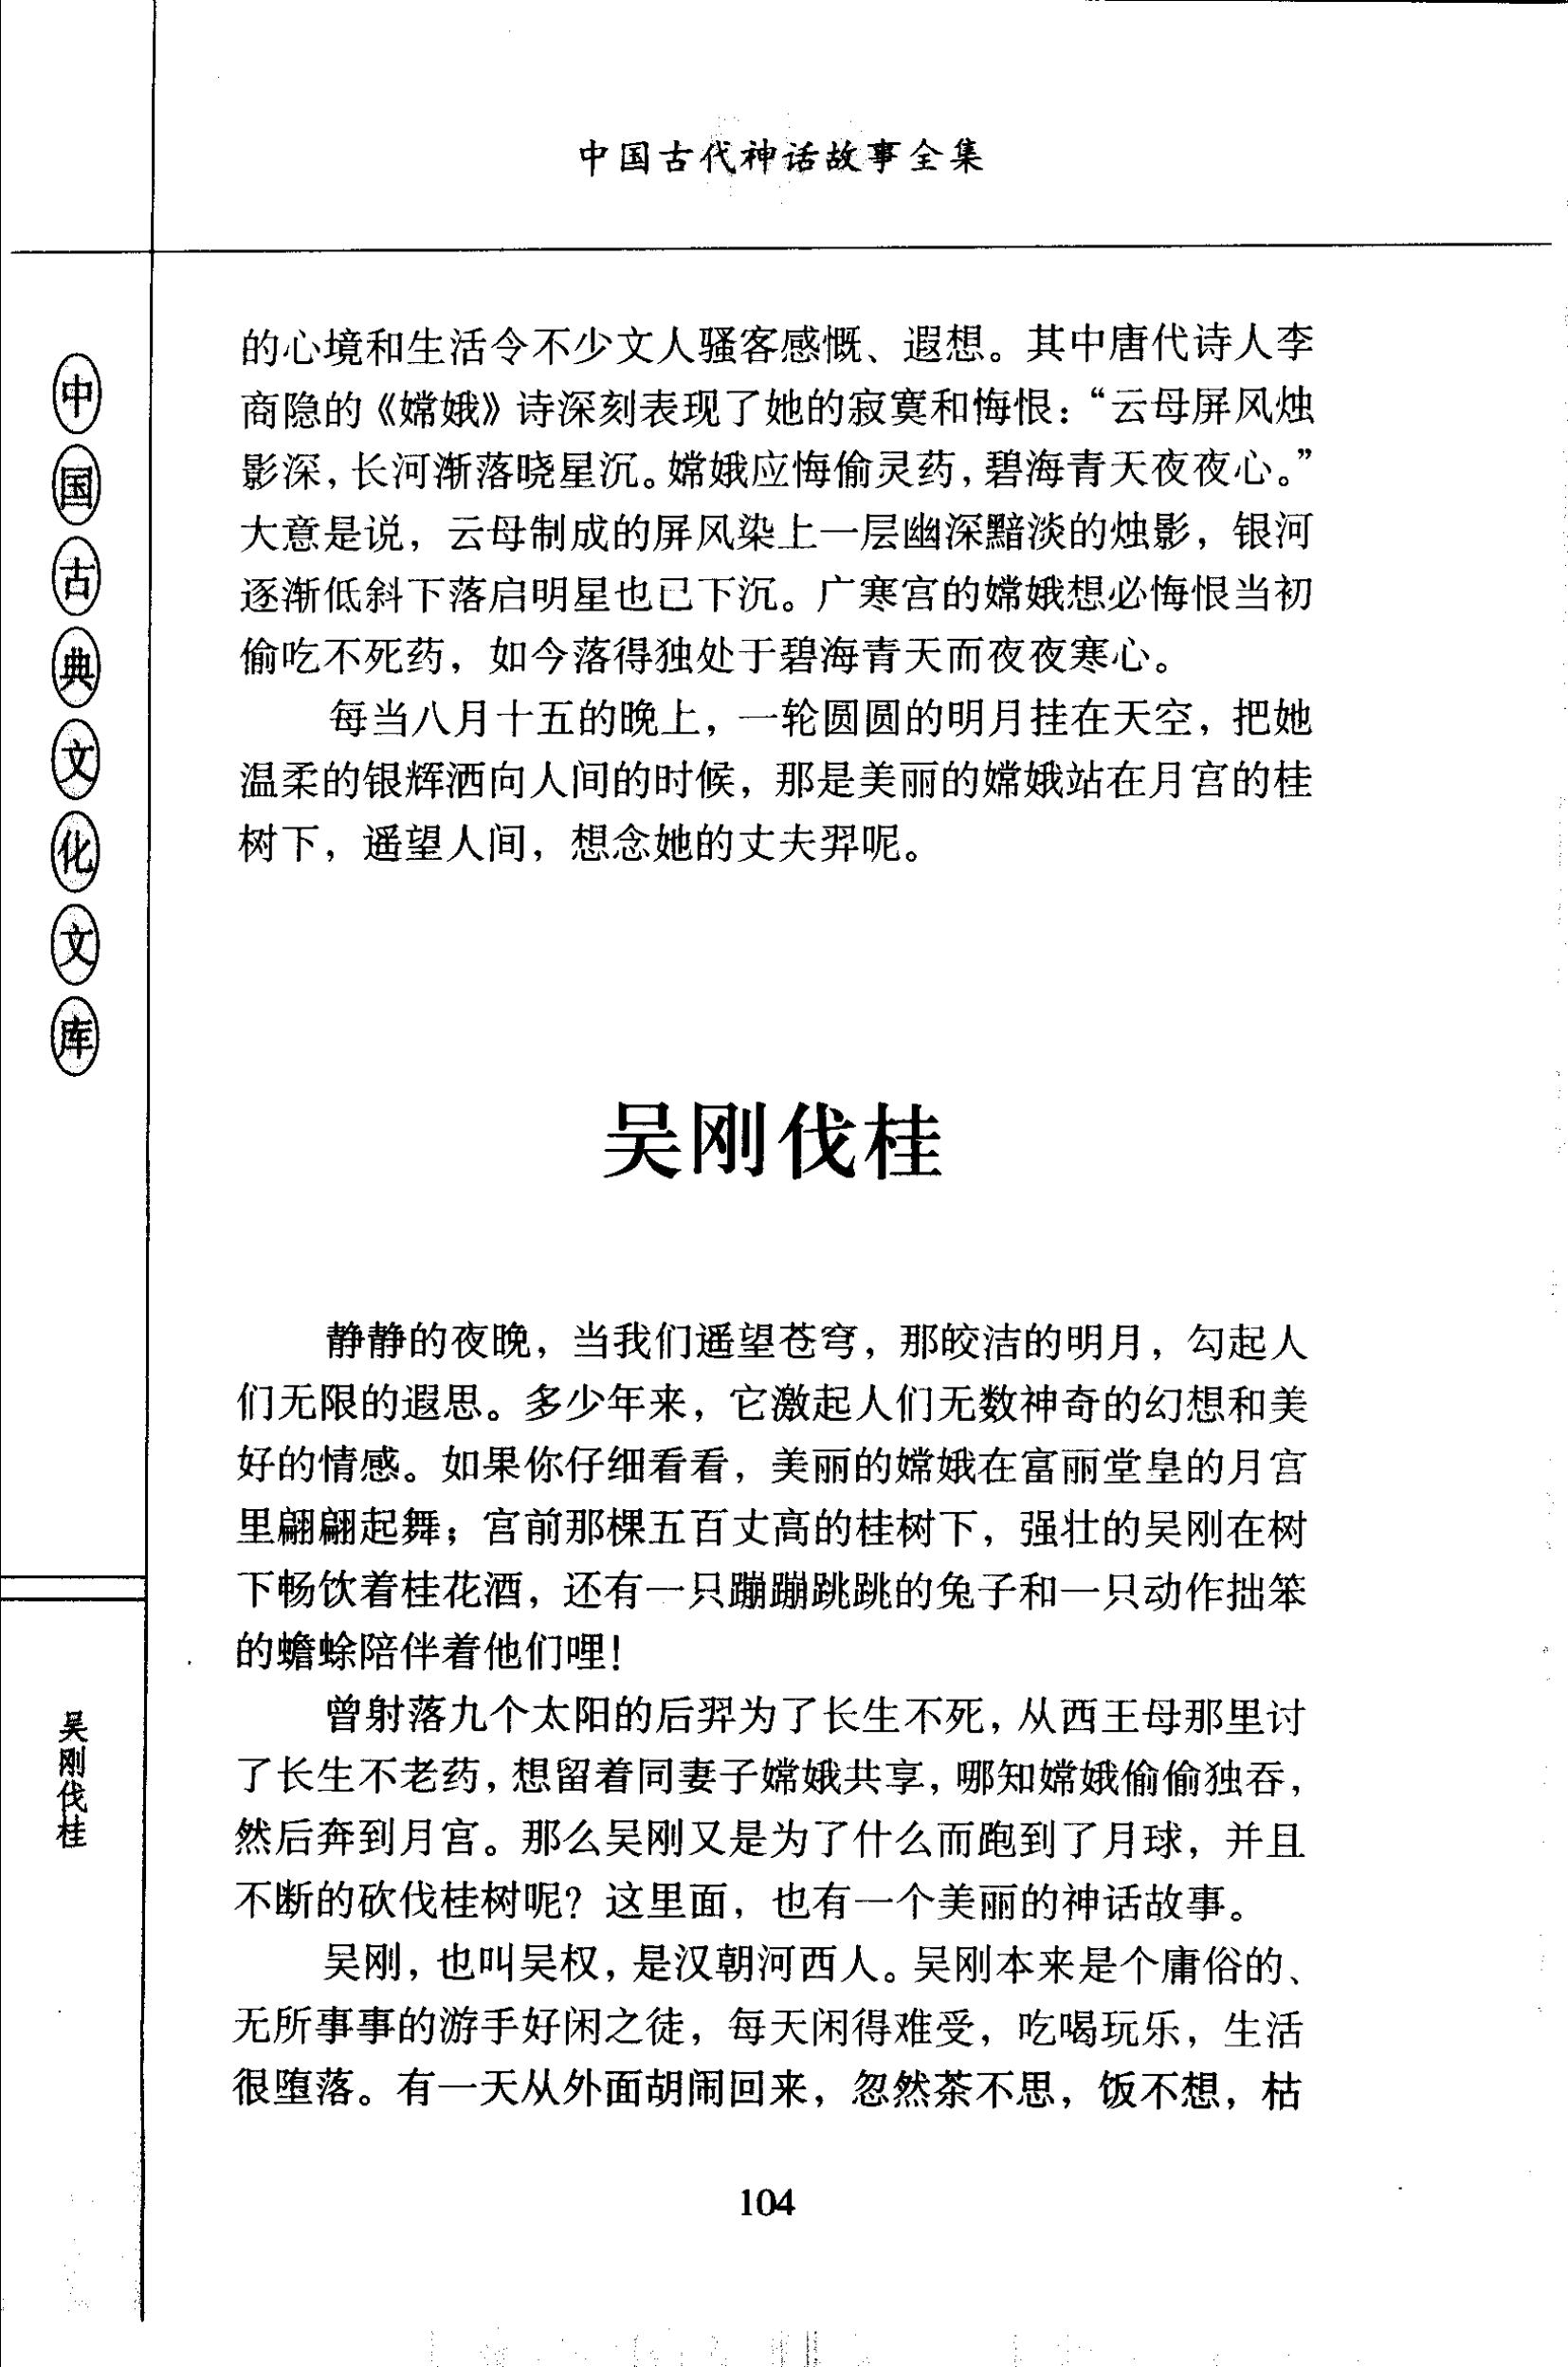 中国古代神话故事全集
中国古典文化文库
的心境和生活令不少文人骚客感慨、遐想。其中唐代诗人李
商隐的《嫦娥》诗深刻表现了她的寂寞和悔恨：“云母屏风烛
影深，长河渐落晓星沉。嫦娥应悔偷灵药，碧海青天夜夜心。”
大意是说，云母制成的屏风染上一层幽深黯淡的烛影，银河
逐渐低斜下落启明星也已下沉。广寒宫的嫦娥想必悔恨当初
偷吃不死药，如今落得独处于碧海青天而夜夜寒心。
每当八月十五的晚上，一轮圆圆的明月挂在天空，把她
温柔的银辉洒向人间的时候，那是美丽的嫦娥站在月宫的桂
树下，遥望人间，想念她的丈夫羿呢。
吴刚伐桂
静静的夜晚，当我们遥望苍穹，那皎洁的明月，勾起人
们无限的遐思。多少年来，它激起人们无数神奇的幻想和美
好的情感。如果你仔细看看，美丽的嫦娥在富丽堂皇的月宫
里翩翩起舞；宫前那棵五百丈高的桂树下，强壮的吴刚在树
下畅饮着桂花酒，还有一只蹦蹦跳跳的兔子和一只动作拙笨
的蟾蜍陪伴着他们哩！
曾射落九个太阳的后羿为了长生不死，从西王母那里讨
了长生不老药，想留着同妻子嫦娥共享，哪知嫦娥偷偷独吞，
然后奔到月宫。那么吴刚又是为了什么而跑到了月球，并且
不断的砍伐桂树呢？这里面，也有一个美丽的神话故事。
吴刚，也叫吴权，是汉朝河西人。吴刚本来是个庸俗的、
无所事事的游手好闲之徒，每天闲得难受，吃喝玩乐，生活
很堕落。有一天从外面胡闹回来，忽然茶不思，饭不想，枯
吴刚伐桂
104